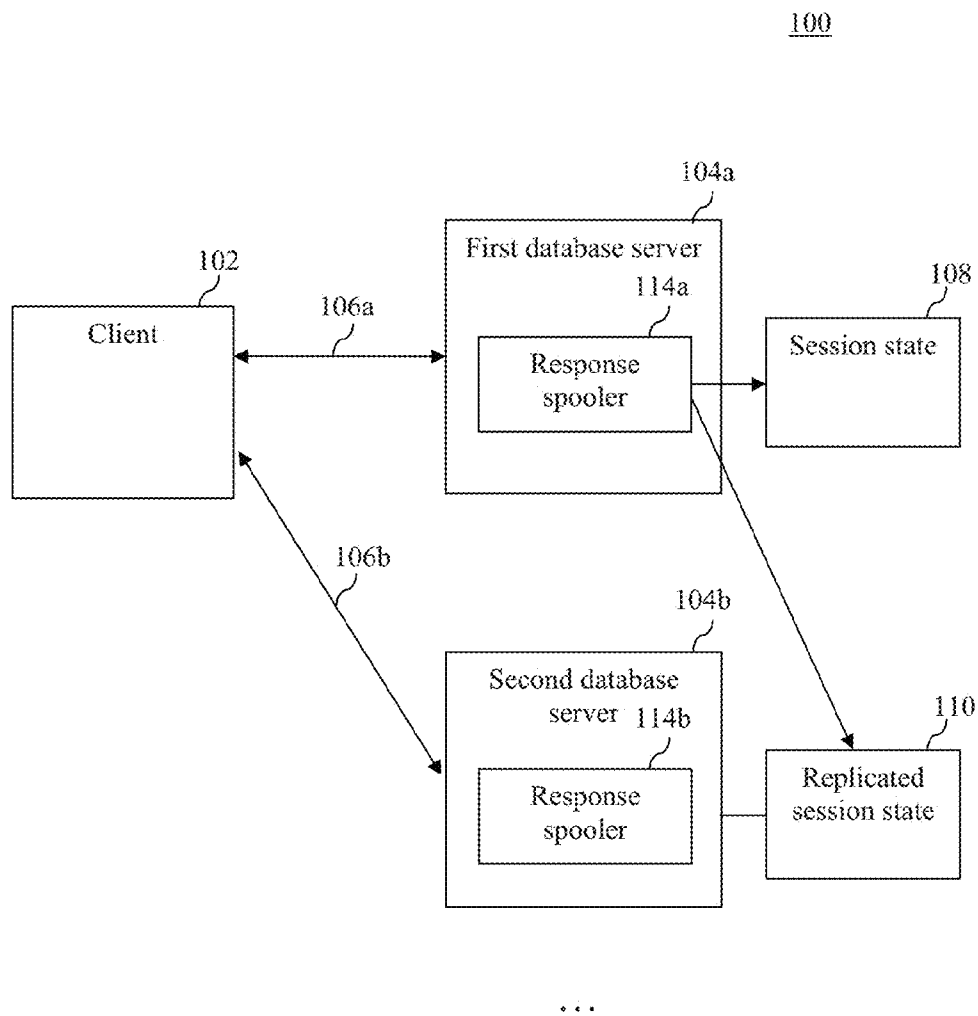 100
104a
First database server
102
114a
108
106a
Client
Session state
Response
spooler
106b
104b
Second database
server
114b
110
Response
spooler
Replicated
session state
...